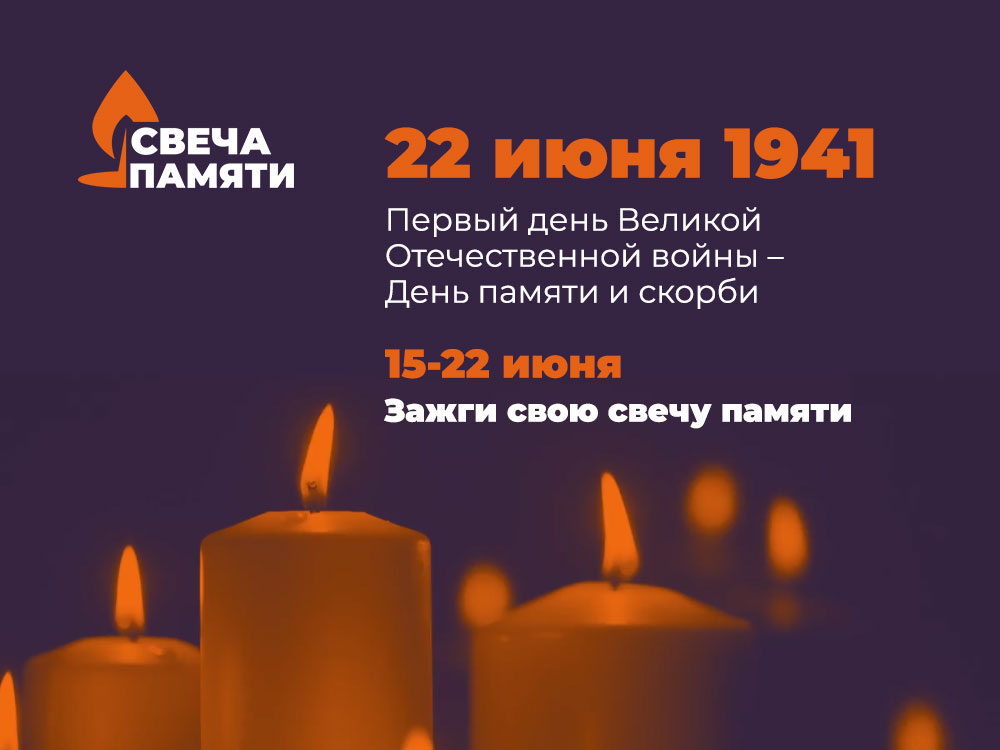 СВЕЧА
ПАМЯТИ
22 июня 1941
Первый день Великой
Отечественной войны –
День памяти и скорби
15-22 июня
Зажги свою свечу памяти